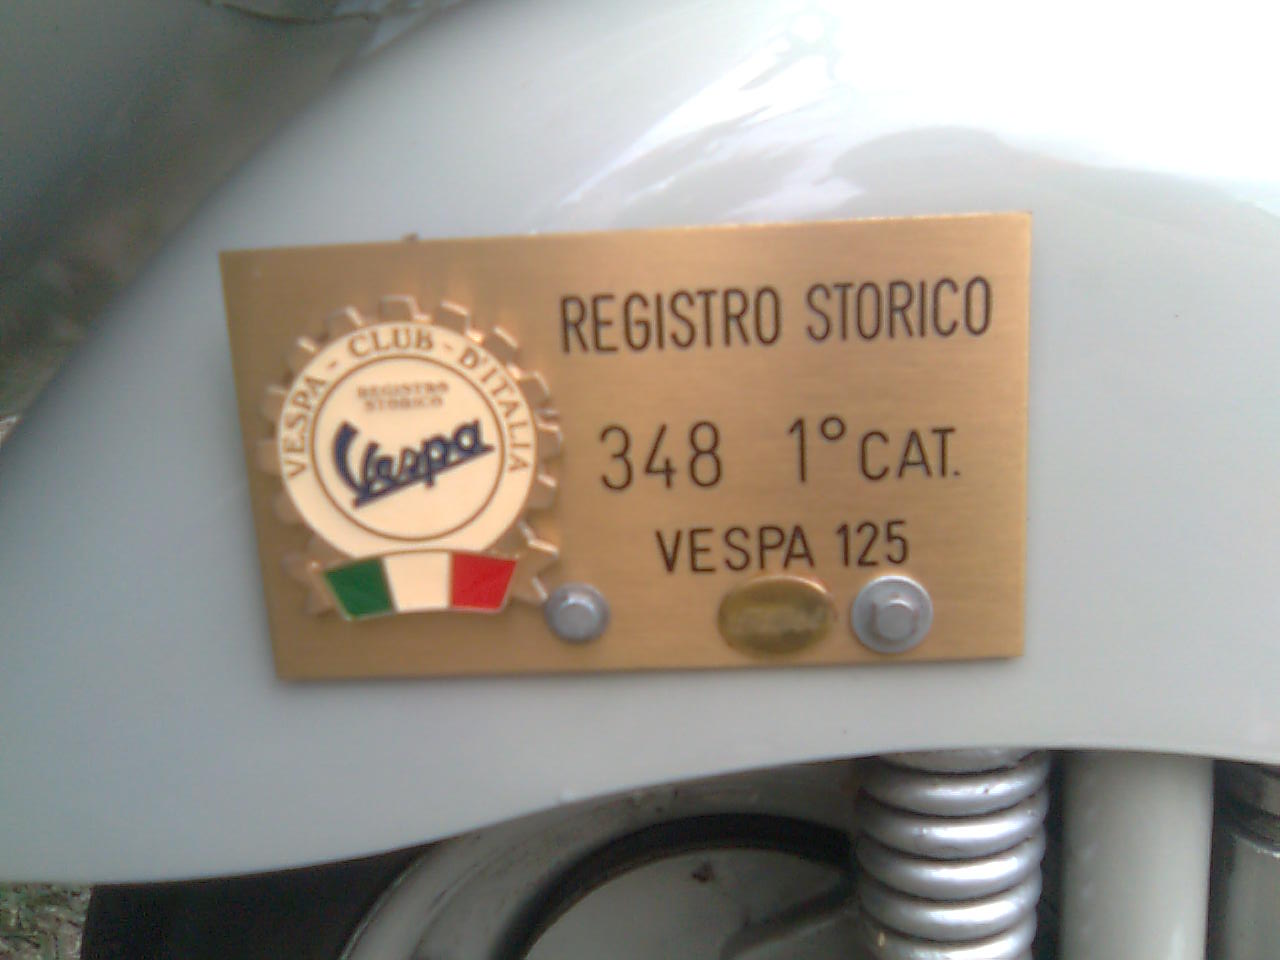 VESPA - CLUB - D'ITALIA
REGISTRO
STORICO
Vespa
REGISTRO STORICO
348 1° CAT.
VESPA 125